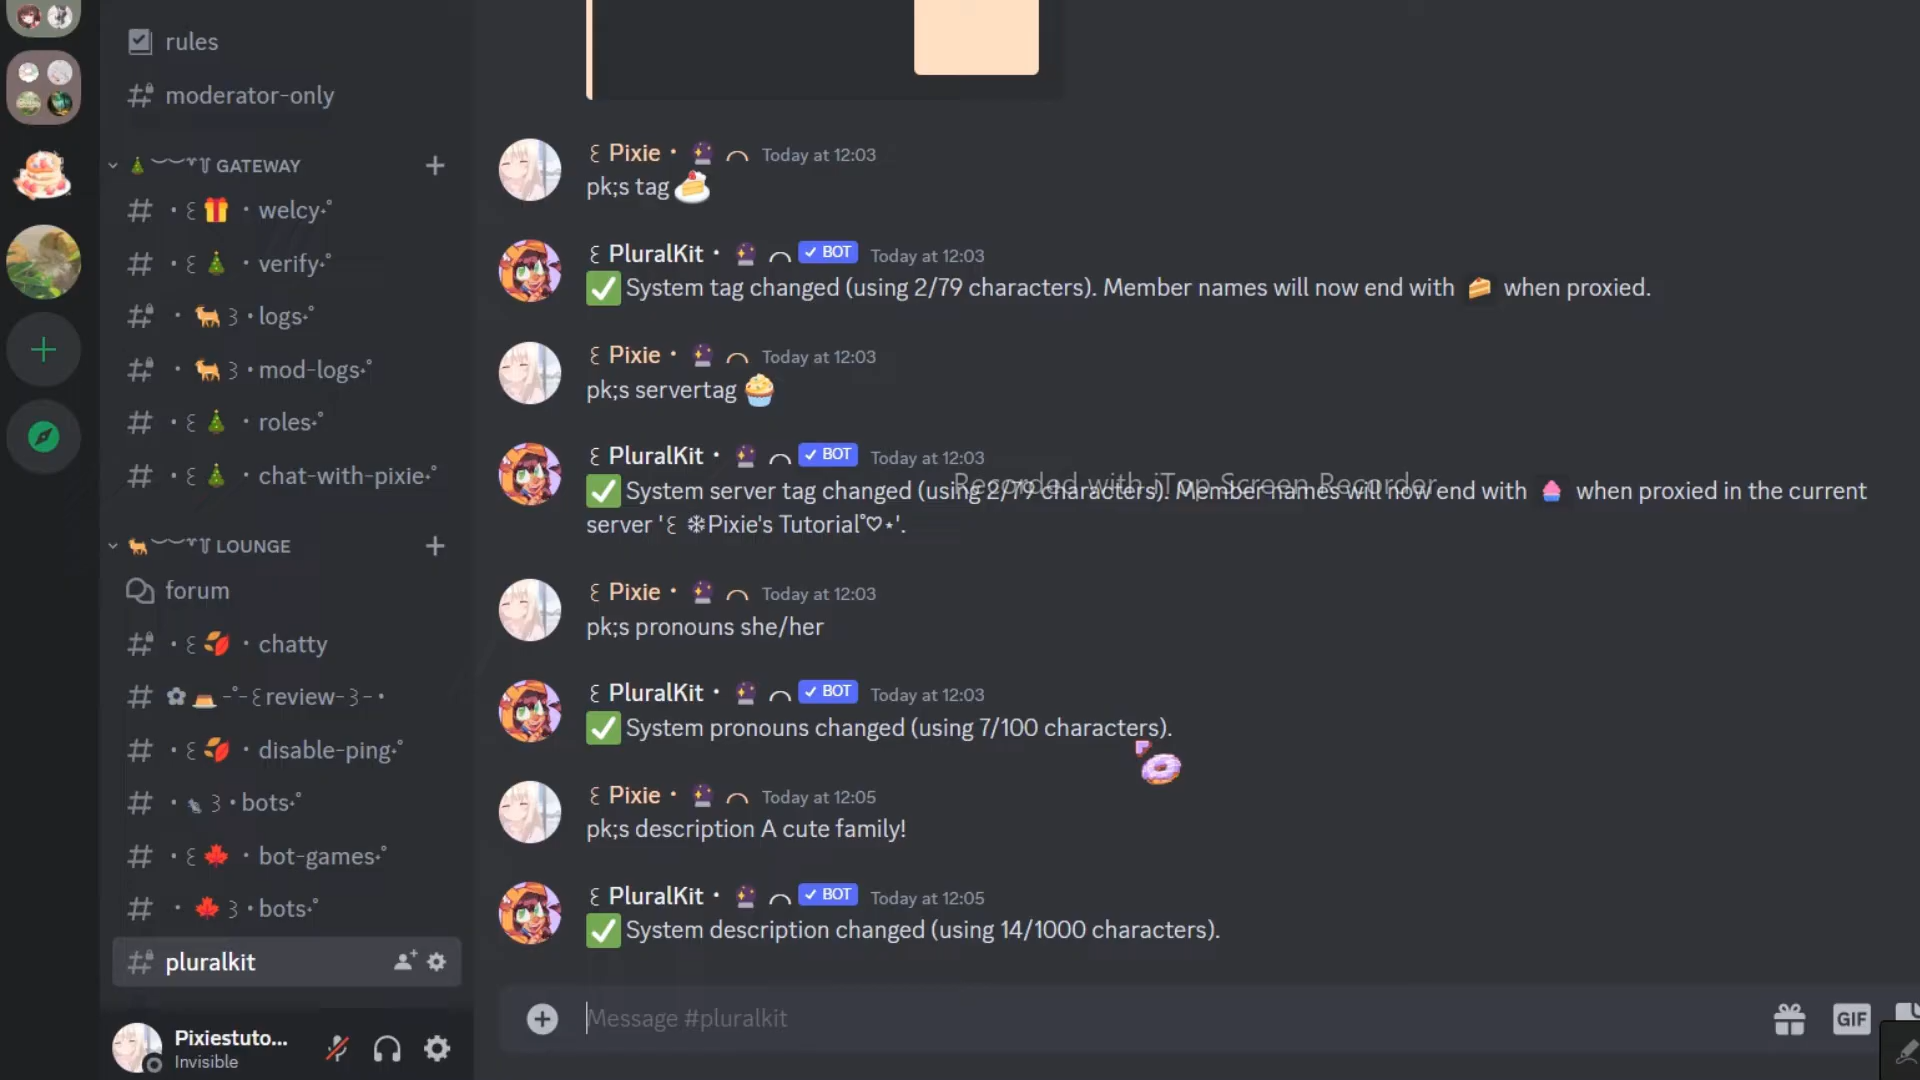 rules
moderator-only
GATEWAY
welcy
verify
logs
mod-logs
roles
chat-with-pixie
LOUNGE
forum
chatty
review
disable-ping
bots
bot-games
bots
pluralkit
Pixiestuto...
Invisible
꒰ Pixie・🔮 ⌒ Today at 12:03
pk;s tag 🍰
꒰ PluralKit・🔮 ⌒ ✓ BOT Today at 12:03
✅ System tag changed (using 2/79 characters). Member names will now end with 🍰 when proxied.
꒰ Pixie・🔮 ⌒ Today at 12:03
pk;s servertag 🧁
꒰ PluralKit・🔮 ⌒ ✓ BOT Today at 12:03
Recorded with iTop Screen Recorder
✅ System server tag changed (using 2/79 characters). Member names will now end with 🧁 when proxied in the current
server '꒰ ❄Pixie's Tutorial˚♡⋆'.
꒰ Pixie・🔮 ⌒ Today at 12:03
pk;s pronouns she/her
꒰ PluralKit・🔮 ⌒ ✓ BOT Today at 12:03
✅ System pronouns changed (using 7/100 characters).
꒰ Pixie・🔮 ⌒ Today at 12:05
pk;s description A cute family!
꒰ PluralKit・🔮 ⌒ ✓ BOT Today at 12:05
✅ System description changed (using 14/1000 characters).
Message #pluralkit
GIF